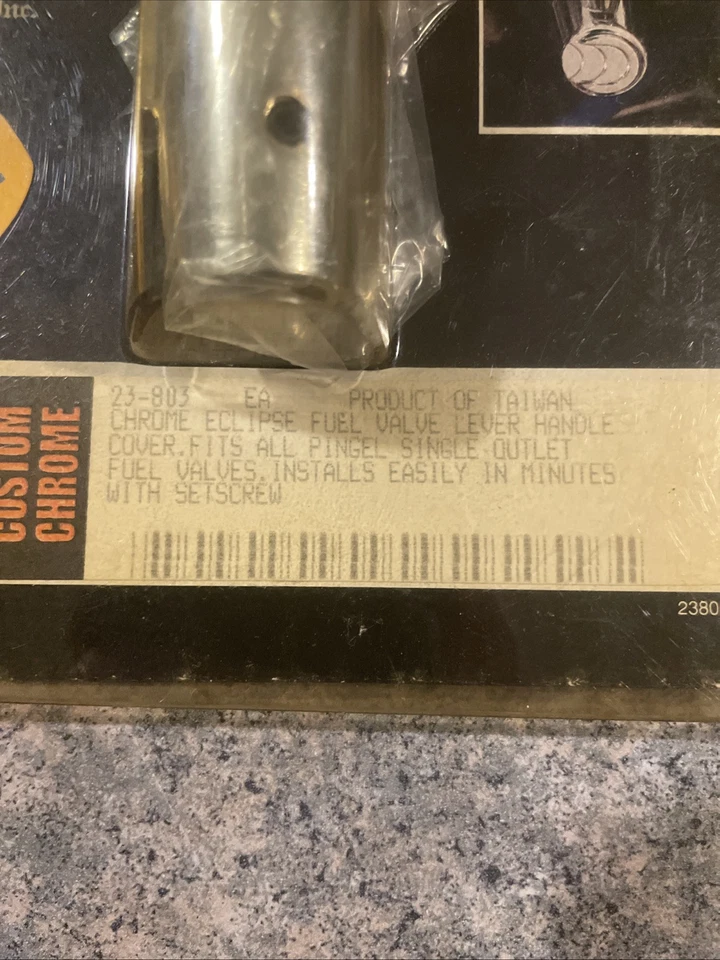 Inc.
CUSTOM
CHROME
23-803 EA PRODUCT OF TAIWAN
CHROME ECLIPSE FUEL VALVE LEVER HANDLE
COVER.FITS ALL PINGEL SINGLE OUTLET
FUEL VALVES.INSTALLS EASILY IN MINUTES
WITH SETSCREW
2380